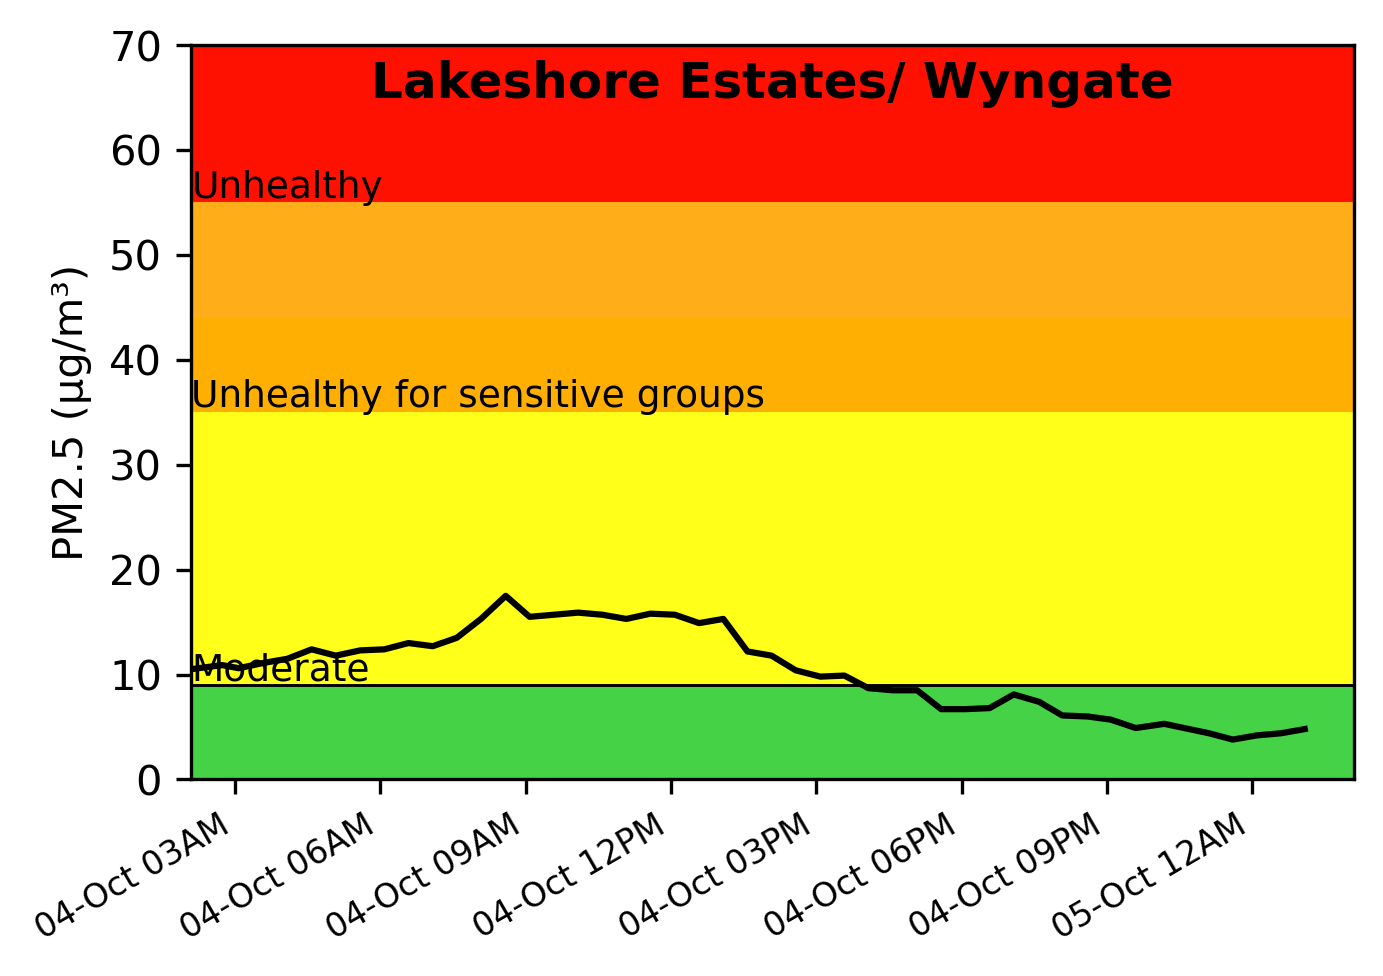 Lakeshore Estates/ Wyngate
70
60
50
40
30
20
10
0
PM2.5 (µg/m³)
Unhealthy
Unhealthy for sensitive groups
Moderate
04-Oct 03AM
04-Oct 06AM
04-Oct 09AM
04-Oct 12PM
04-Oct 03PM
04-Oct 06PM
04-Oct 09PM
05-Oct 12AM